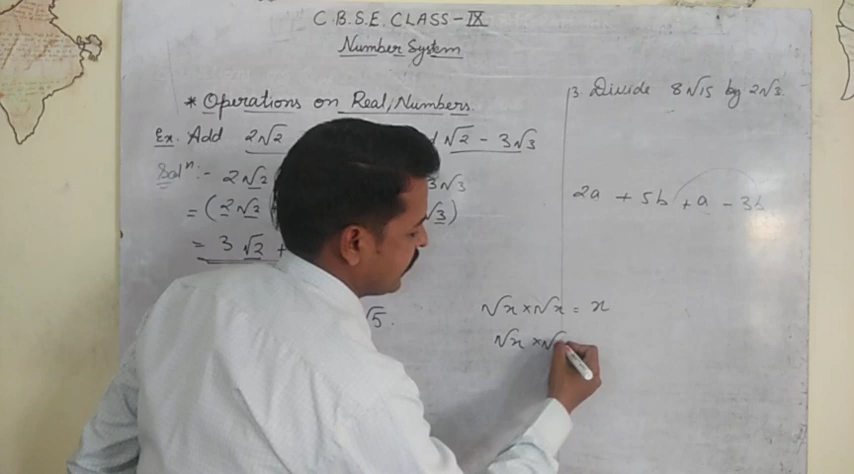 C.B.S.E. CLASS - IX
Number System
* Operations on Real Numbers.
Ex. Add 2√2 √2 - 3√3
Solⁿ :- 2√2 3√3
= (2√2 √3)
= 3√2 +
√5.
3. Divide 8√15 by 2√3.
2a + 5b + a - 3b
√x × √x = x
√x × √